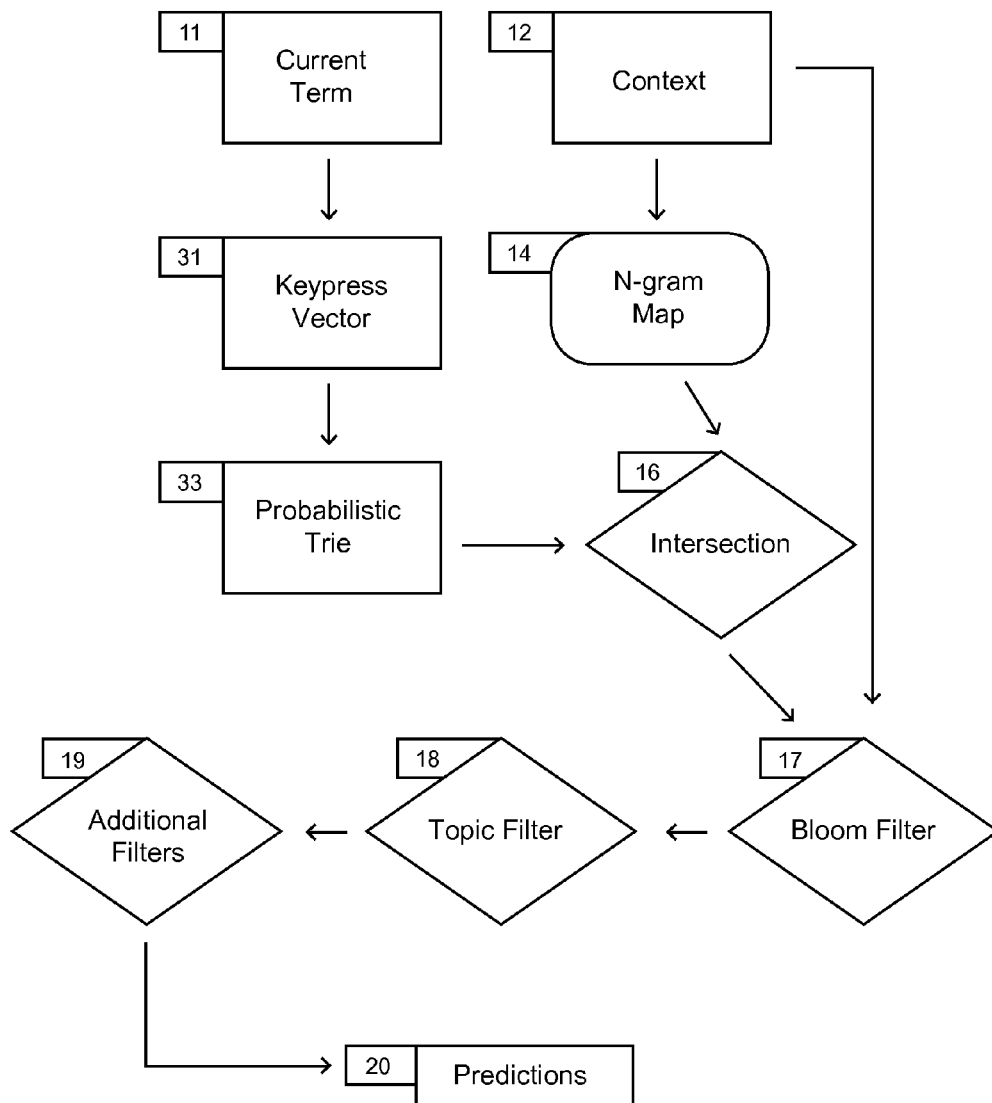 11
Current
Term
12
Context
31
Keypress
Vector
14
N-gram
Map
33
Probabilistic
Trie
16
Intersection
19
Additional
Filters
18
Topic Filter
17
Bloom Filter
20
Predictions